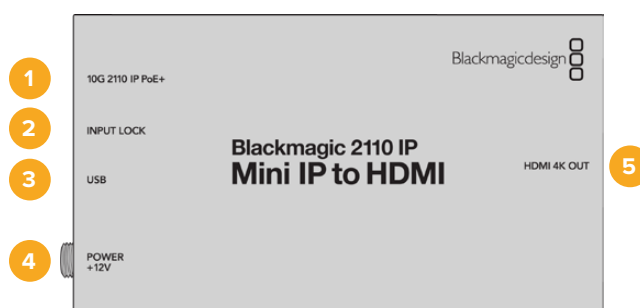 Blackmagicdesign
1
10G 2110 IP PoE+
2
INPUT LOCK
3
USB
Blackmagic 2110 IP
Mini IP to HDMI
HDMI 4K OUT
5
4
POWER
+12V